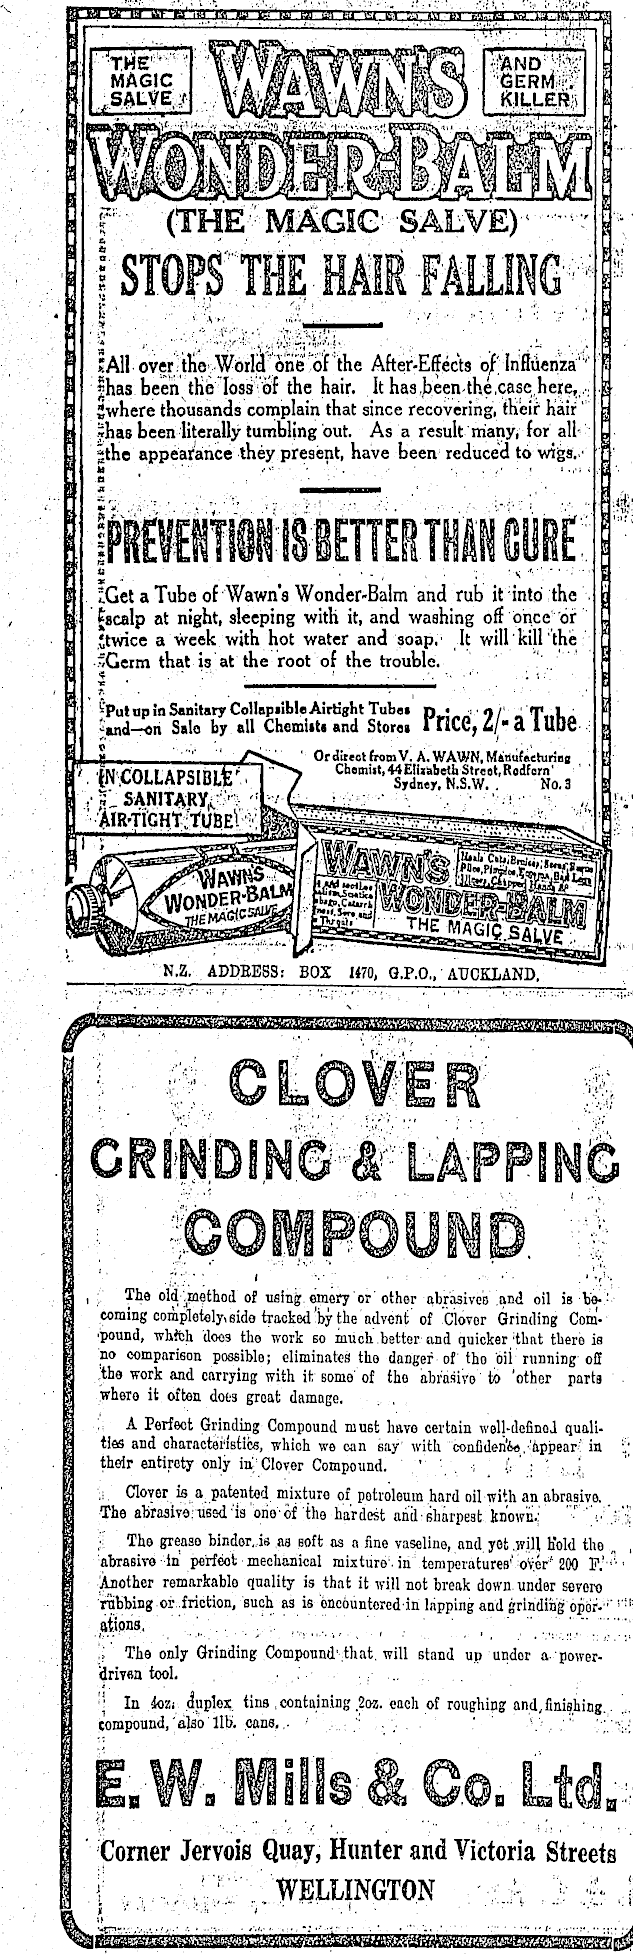 THE
MAGIC
SALVE
WAWN'S
AND
GERM
KILLER
WONDER-BALM
(THE MAGIC SALVE)
STOPS THE HAIR FALLING
All over the World one of the After-Effects of Influenza
has been the loss of the hair. It has been the case here,
where thousands complain that since recovering, their hair
has been literally tumbling out. As a result many, for all
the appearance they present, have been reduced to wigs.
PREVENTION IS BETTER THAN CURE
Get a Tube of Wawn's Wonder-Balm and rub it into the
scalp at night, sleeping with it, and washing off once or
twice a week with hot water and soap. It will kill the
Germ that is at the root of the trouble.
Put up in Sanitary Collapsible Airtight Tubes
and—on Sale by all Chemists and Stores
Price, 2/- a Tube
Or direct from V. A. WAWN, Manufacturing
Chemist, 44 Elizabeth Street, Redfern
Sydney, N.S.W. No. 3
IN COLLAPSIBLE
SANITARY
AIR-TIGHT TUBE
WAWN'S
WONDER-BALM
THE MAGIC SALVE
WAWN'S
Heals Cuts, Bruises, Sores, Burns
Piles, Pimples, Eczema, Bad Legs
Ulcers, Chapped Hands, &c
WONDER-BALM
THE MAGIC SALVE
Sciatica
Catarrh
Sore
Throats
N.Z. ADDRESS: BOX 1470, G.P.O., AUCKLAND.
CLOVER
GRINDING & LAPPING
COMPOUND
The old method of using emery or other abrasives and oil is be-
coming completely side tracked by the advent of Clover Grinding Com-
pound, which does the work so much better and quicker that there is
no comparison possible; eliminates the danger of the oil running off
the work and carrying with it some of the abrasive to other parts
where it often does great damage.
A Perfect Grinding Compound must have certain well-defined quali-
ties and characteristics, which we can say with confidence appear in
their entirety only in Clover Compound.
Clover is a patented mixture of petroleum hard oil with an abrasive.
The abrasive used is one of the hardest and sharpest known.
The grease binder is as soft as a fine vaseline, and yet will hold the
abrasive in perfect mechanical mixture in temperatures over 200 F.
Another remarkable quality is that it will not break down under severe
rubbing or friction, such as is encountered in lapping and grinding oper-
ations.
The only Grinding Compound that will stand up under a power-
driven tool.
In 4oz. duplex tins containing 2oz. each of roughing and finishing
compound, also 1lb. cans.
E. W. Mills & Co. Ltd.
Corner Jervois Quay, Hunter and Victoria Streets
WELLINGTON